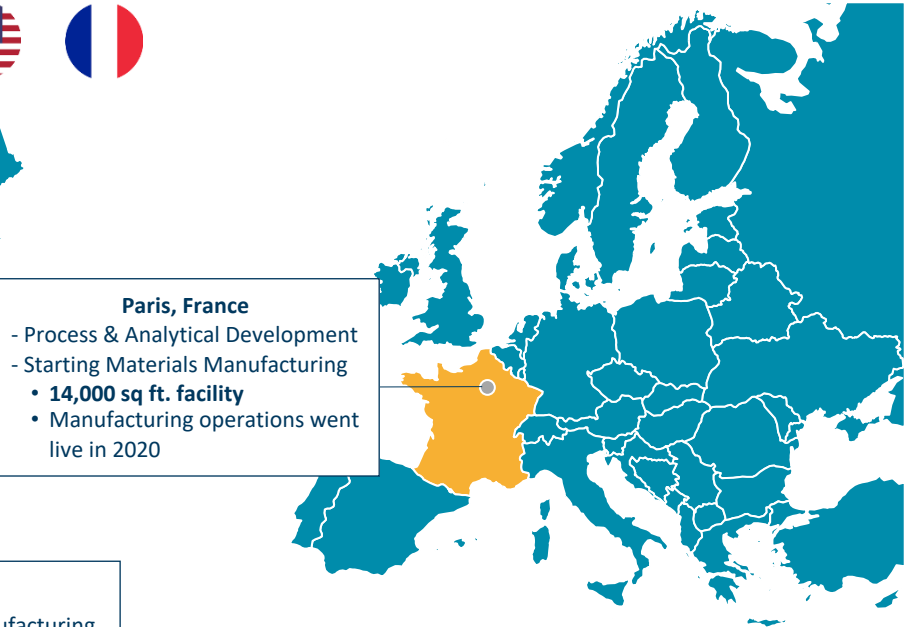 Paris, France
- Process & Analytical Development
- Starting Materials Manufacturing
• 14,000 sq ft. facility
• Manufacturing operations went
live in 2020